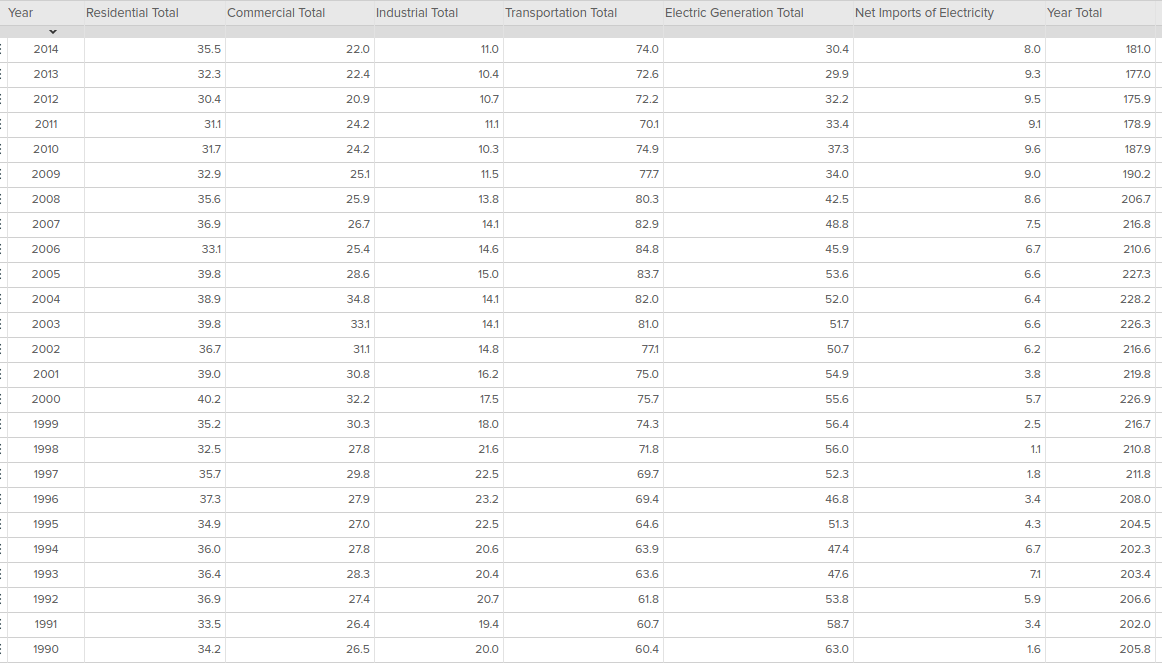 Year Residential Total Commercial Total Industrial Total Transportation Total Electric Generation Total Net Imports of Electricity Year Total
2014 35.5 22.0 11.0 74.0 30.4 8.0 181.0
2013 32.3 22.4 10.4 72.6 29.9 9.3 177.0
2012 30.4 20.9 10.7 72.2 32.2 9.5 175.9
2011 31.1 24.2 11.1 70.1 33.4 9.1 178.9
2010 31.7 24.2 10.3 74.9 37.3 9.6 187.9
2009 32.9 25.1 11.5 77.7 34.0 9.0 190.2
2008 35.6 25.9 13.8 80.3 42.5 8.6 206.7
2007 36.9 26.7 14.1 82.9 48.8 7.5 216.8
2006 33.1 25.4 14.6 84.8 45.9 6.7 210.6
2005 39.8 28.6 15.0 83.7 53.6 6.6 227.3
2004 38.9 34.8 14.1 82.0 52.0 6.4 228.2
2003 39.8 33.1 14.1 81.0 51.7 6.6 226.3
2002 36.7 31.1 14.8 77.1 50.7 6.2 216.6
2001 39.0 30.8 16.2 75.0 54.9 3.8 219.8
2000 40.2 32.2 17.5 75.7 55.6 5.7 226.9
1999 35.2 30.3 18.0 74.3 56.4 2.5 216.7
1998 32.5 27.8 21.6 71.8 56.0 1.1 210.8
1997 35.7 29.8 22.5 69.7 52.3 1.8 211.8
1996 37.3 27.9 23.2 69.4 46.8 3.4 208.0
1995 34.9 27.0 22.5 64.6 51.3 4.3 204.5
1994 36.0 27.8 20.6 63.9 47.4 6.7 202.3
1993 36.4 28.3 20.4 63.6 47.6 7.1 203.4
1992 36.9 27.4 20.7 61.8 53.8 5.9 206.6
1991 33.5 26.4 19.4 60.7 58.7 3.4 202.0
1990 34.2 26.5 20.0 60.4 63.0 1.6 205.8